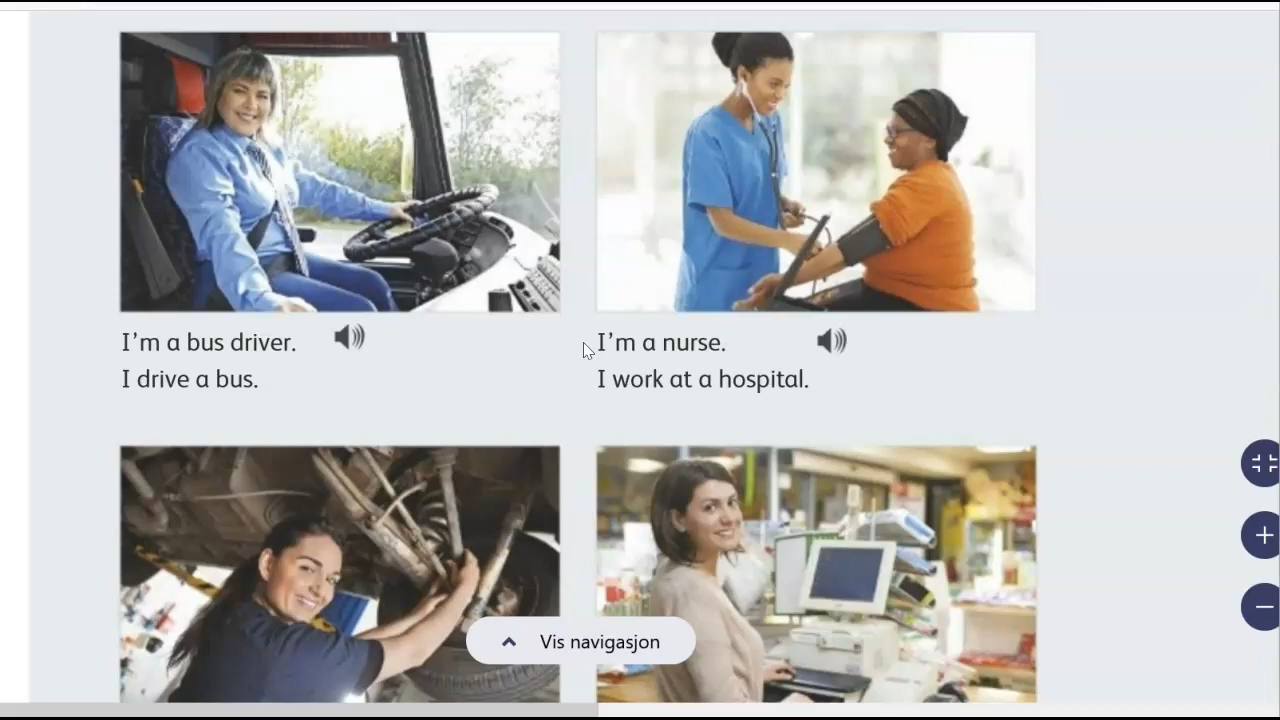 I'm a bus driver.
I drive a bus.
I'm a nurse.
I work at a hospital.
Vis navigasjon